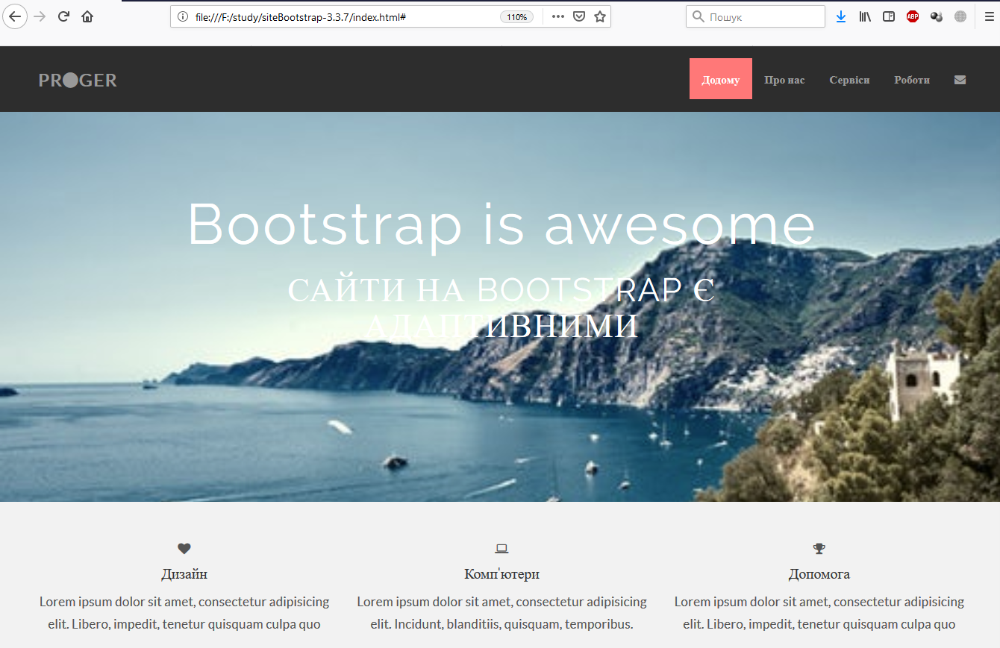 file:///F:/study/siteBootstrap-3.3.7/index.html#
110%
Пошук
ABP
PR●GER
Додому
Про нас
Сервіси
Роботи
Bootstrap is awesome
САЙТИ НА BOOTSTRAP Є
АДАПТИВНИМИ
Дизайн
Комп'ютери
Допомога
Lorem ipsum dolor sit amet, consectetur adipisicing
elit. Libero, impedit, tenetur quisquam culpa quo
Lorem ipsum dolor sit amet, consectetur adipisicing
elit. Incidunt, blanditiis, quisquam, temporibus.
Lorem ipsum dolor sit amet, consectetur adipisicing
elit. Libero, impedit, tenetur quisquam culpa quo